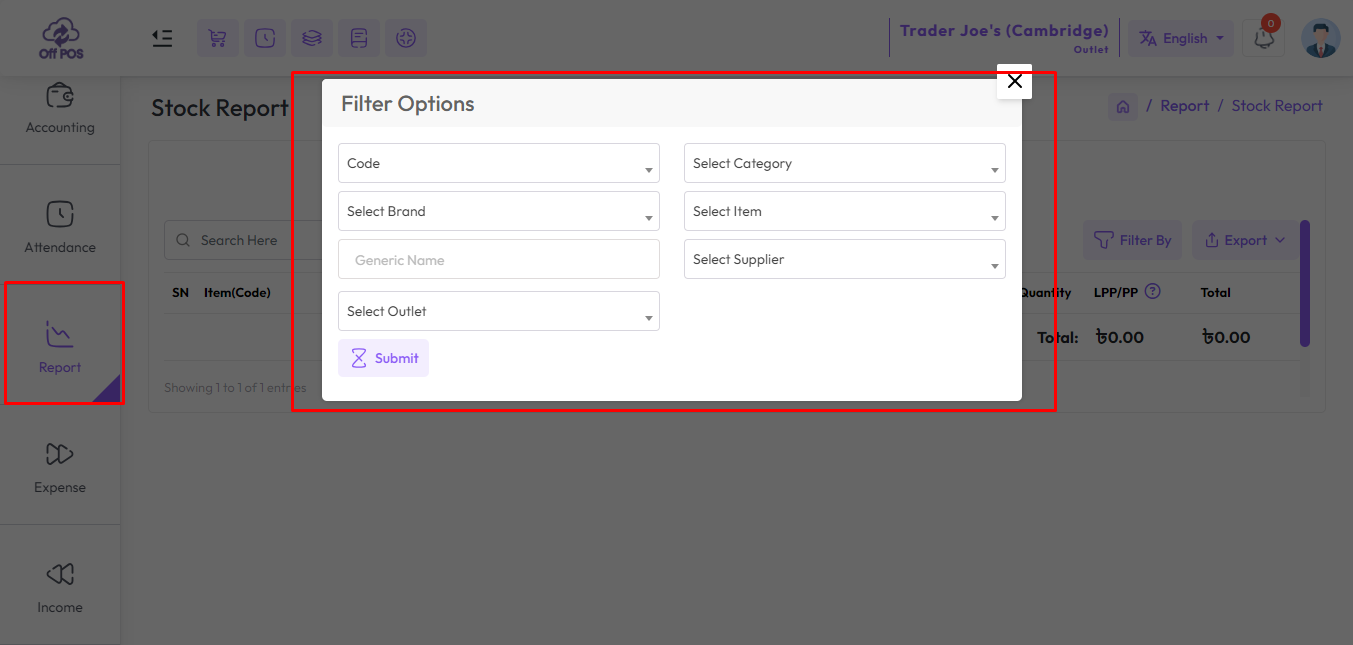 Off POS
Trader Joe's (Cambridge)
Outlet
English
0
Accounting
Attendance
Report
Expense
Income
Stock Report
/ Report / Stock Report
Filter Options
Code
Select Category
Select Brand
Select Item
Generic Name
Select Supplier
Select Outlet
Submit
Search Here
Filter By
Export
SN Item(Code) Quantity LPP/PP ? Total
Total: ৳0.00 ৳0.00
Showing 1 to 1 of 1 entries